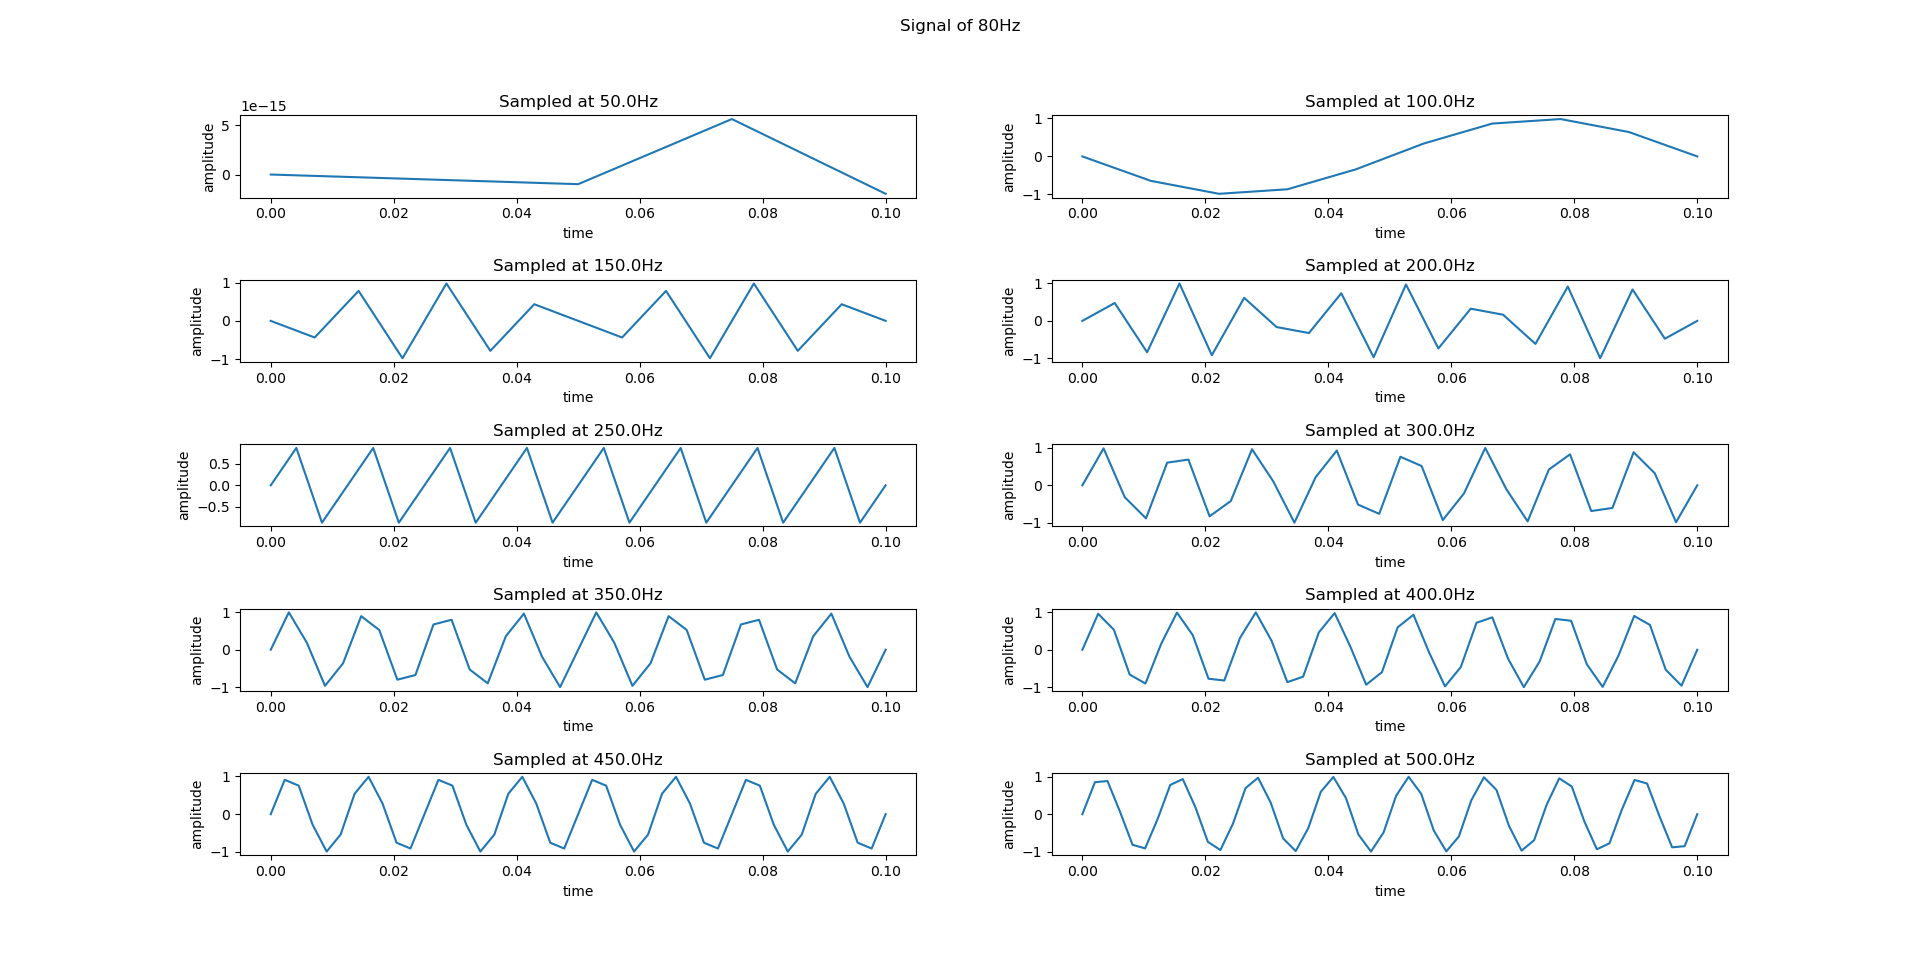 Signal of 80Hz
Sampled at 50.0Hz
1e−15
amplitude
5
0
0.00 0.02 0.04 0.06 0.08 0.10
time
Sampled at 100.0Hz
amplitude
1
0
−1
0.00 0.02 0.04 0.06 0.08 0.10
time
Sampled at 150.0Hz
amplitude
1
0
−1
0.00 0.02 0.04 0.06 0.08 0.10
time
Sampled at 200.0Hz
amplitude
1
0
−1
0.00 0.02 0.04 0.06 0.08 0.10
time
Sampled at 250.0Hz
amplitude
0.5
0.0
−0.5
0.00 0.02 0.04 0.06 0.08 0.10
time
Sampled at 300.0Hz
amplitude
1
0
−1
0.00 0.02 0.04 0.06 0.08 0.10
time
Sampled at 350.0Hz
amplitude
1
0
−1
0.00 0.02 0.04 0.06 0.08 0.10
time
Sampled at 400.0Hz
amplitude
1
0
−1
0.00 0.02 0.04 0.06 0.08 0.10
time
Sampled at 450.0Hz
amplitude
1
0
−1
0.00 0.02 0.04 0.06 0.08 0.10
time
Sampled at 500.0Hz
amplitude
1
0
−1
0.00 0.02 0.04 0.06 0.08 0.10
time